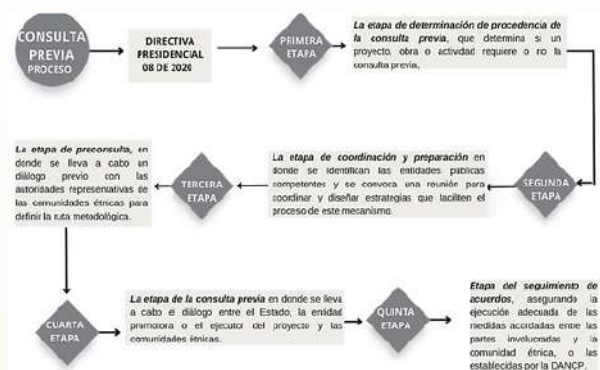 CONSULTA
PREVIA
PROCESO
DIRECTIVA
PRESIDENCIAL
08 DE 2020
PRIMERA
ETAPA
La etapa de determinación de procedencia de
la consulta previa, que determina si un
proyecto, obra o actividad requiere o no la
consulta previa,
SEGUNDA
ETAPA
La etapa de coordinación y preparación en
donde se identifican las entidades públicas
competentes y se convoca una reunión para
coordinar y diseñar estrategias que faciliten el
proceso de este mecanismo.
TERCERA
ETAPA
La etapa de preconsulta, en
donde se lleva a cabo un
diálogo previo con las
autoridades representativas de
las comunidades étnicas para
definir la ruta metodológica.
CUARTA
ETAPA
La etapa de la consulta previa en donde se lleva
a cabo el diálogo entre el Estado, la entidad
promotora o el ejecutor del proyecto y las
comunidades étnicas.
QUINTA
ETAPA
Etapa del seguimiento de
acuerdos, asegurando la
ejecución adecuada de las
medidas acordadas entre las
partes involucradas y la
comunidad étnica, o las
establecidas por la DANCP.